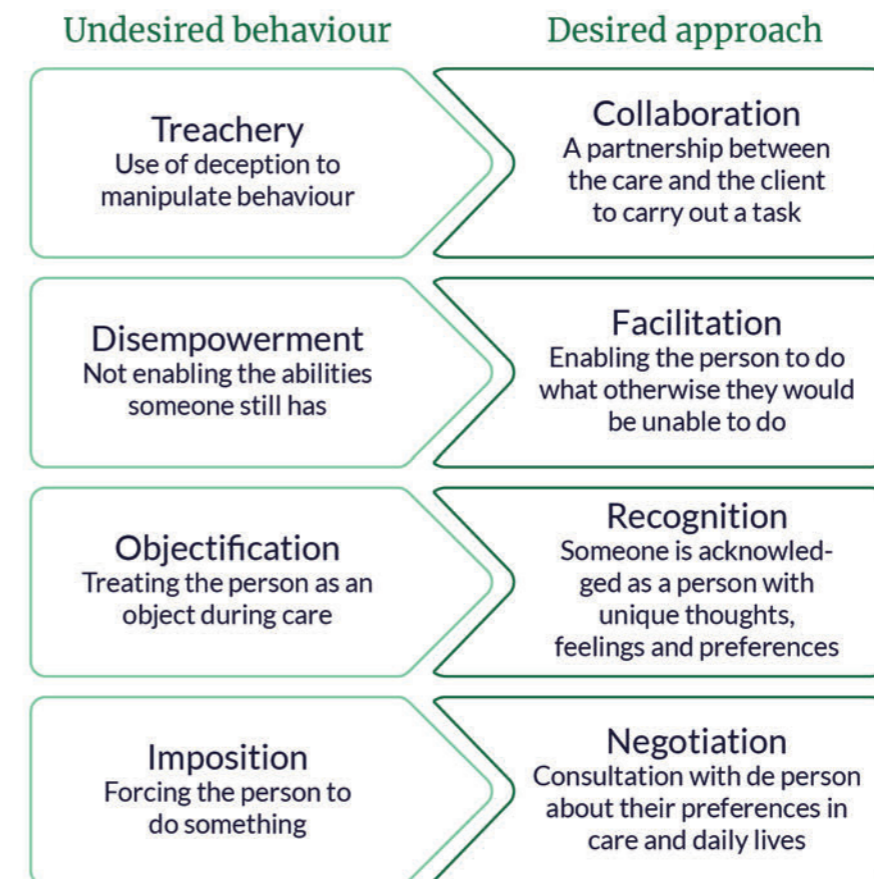 Undesired behaviour
Desired approach
Treachery
Use of deception to
manipulate behaviour
Collaboration
A partnership between
the care and the client
to carry out a task
Disempowerment
Not enabling the abilities
someone still has
Facilitation
Enabling the person to do
what otherwise they would
be unable to do
Objectification
Treating the person as an
object during care
Recognition
Someone is acknowled-
ged as a person with
unique thoughts,
feelings and preferences
Imposition
Forcing the person to
do something
Negotiation
Consultation with de person
about their preferences in
care and daily lives